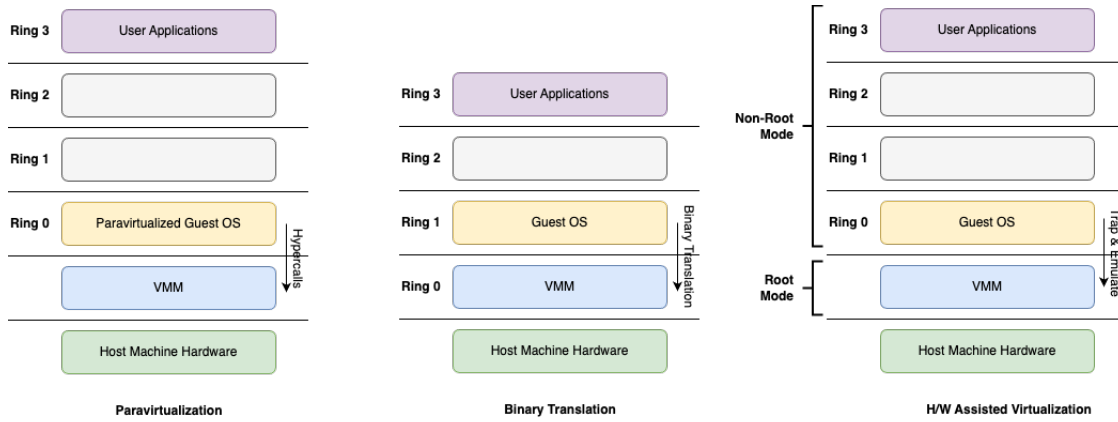 Ring 3
User Applications
Ring 2
Ring 1
Ring 0
Paravirtualized Guest OS
Hypercalls
VMM
Host Machine Hardware
Paravirtualization
Ring 3
User Applications
Ring 2
Ring 1
Guest OS
Binary Translation
Ring 0
VMM
Host Machine Hardware
Binary Translation
Non-Root
Mode
Ring 3
User Applications
Ring 2
Ring 1
Ring 0
Guest OS
Trap & Emulate
Root
Mode
VMM
Host Machine Hardware
H/W Assisted Virtualization